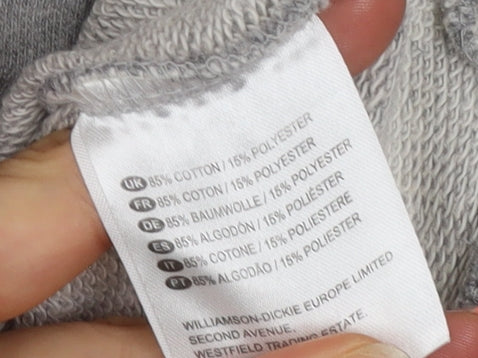 UK 85% COTTON / 15% POLYESTER
FR 85% COTON / 15% POLYESTER
DE 85% BAUMWOLLE / 15% POLYESTER
ES 85% ALGODÓN / 15% POLIÉSTER
IT 85% COTONE / 15% POLIESTERE
PT 85% ALGODÃO / 15% POLIESTER
WILLIAMSON-DICKIE EUROPE LIMITED
SECOND AVENUE,
WESTFIELD TRADING ESTATE,